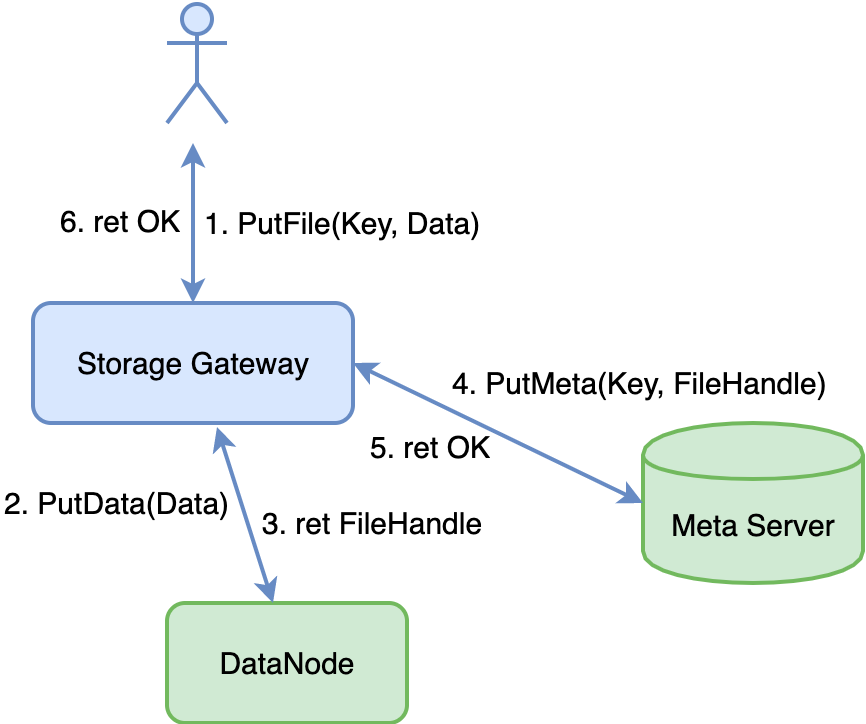 6. ret OK
1. PutFile(Key, Data)
Storage Gateway
4. PutMeta(Key, FileHandle)
5. ret OK
2. PutData(Data)
3. ret FileHandle
Meta Server
DataNode